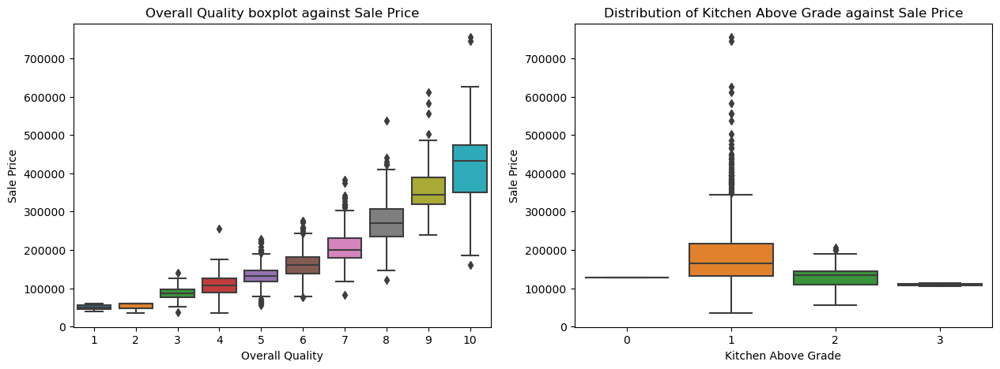 Overall Quality boxplot against Sale Price
Sale Price
700000
600000
500000
400000
300000
200000
100000
0
1 2 3 4 5 6 7 8 9 10
Overall Quality
Distribution of Kitchen Above Grade against Sale Price
Sale Price
700000
600000
500000
400000
300000
200000
100000
0
0 1 2 3
Kitchen Above Grade